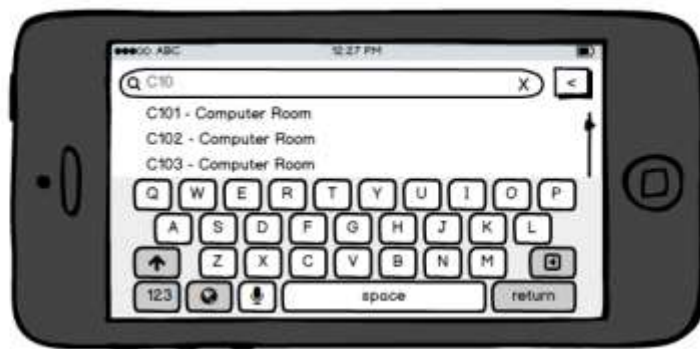 ABC 12:27 PM
C10 X <
C101 - Computer Room
C102 - Computer Room
C103 - Computer Room
Q W E R T Y U I O P
A S D F G H J K L
Z X C V B N M
123 space return